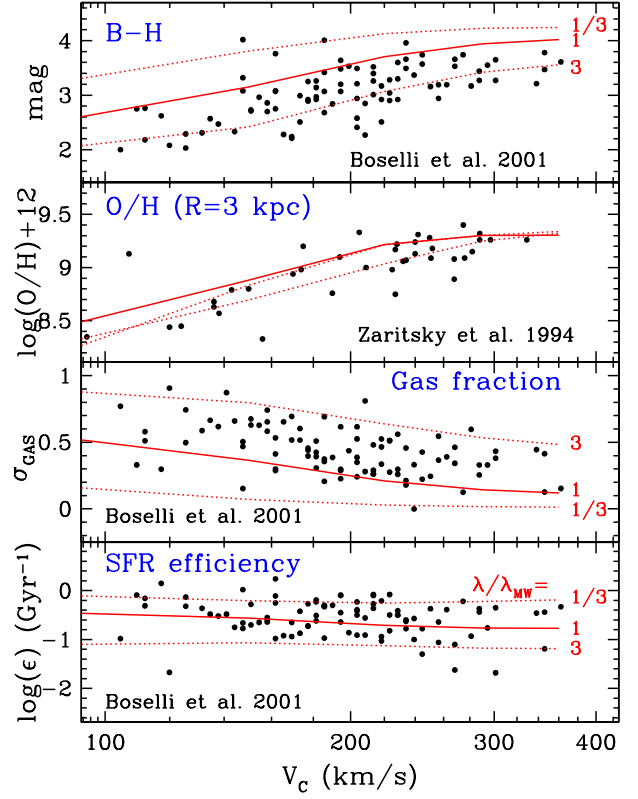 B-H
1/3
1
3
mag
4
3
2
Boselli et al. 2001
O/H (R=3 kpc)
log(O/H)+12
9.5
9
8.5
Zaritsky et al. 1994
Gas fraction
σGAS
1
0.5
0
3
1
1/3
Boselli et al. 2001
SFR efficiency
λ/λMW=
1/3
1
3
log(ϵ) (Gyr⁻¹)
0
-1
-2
Boselli et al. 2001
100
200
300
400
VC (km/s)